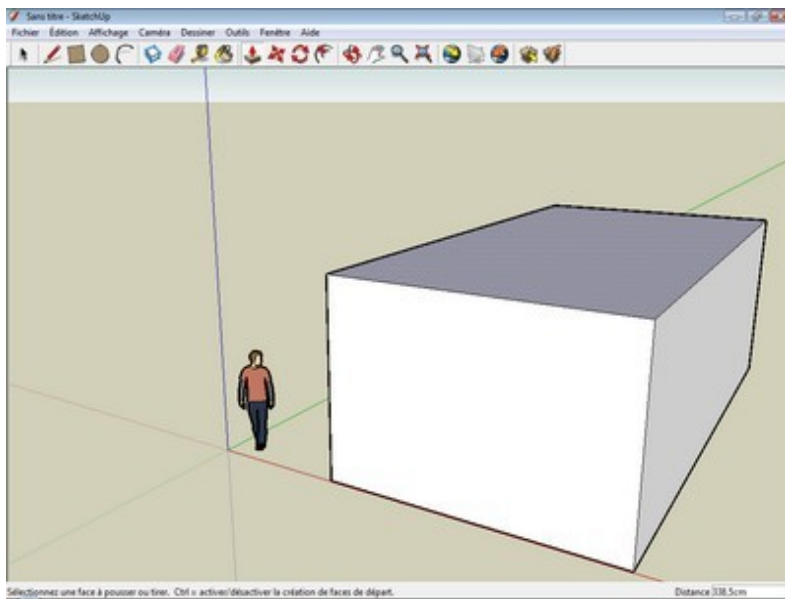 Sans titre - SketchUp
Fichier Édition Affichage Caméra Dessiner Outils Fenêtre Aide
Sélectionnez une face à pousser ou tirer. Ctrl = activer/désactiver la création de faces de départ. Distance 338,5cm